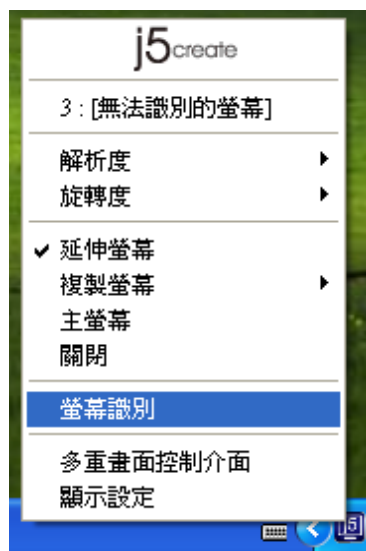 j5create
3 : [無法識別的螢幕]
解析度
旋轉度
延伸螢幕
複製螢幕
主螢幕
關閉
螢幕識別
多重畫面控制介面
顯示設定
j5